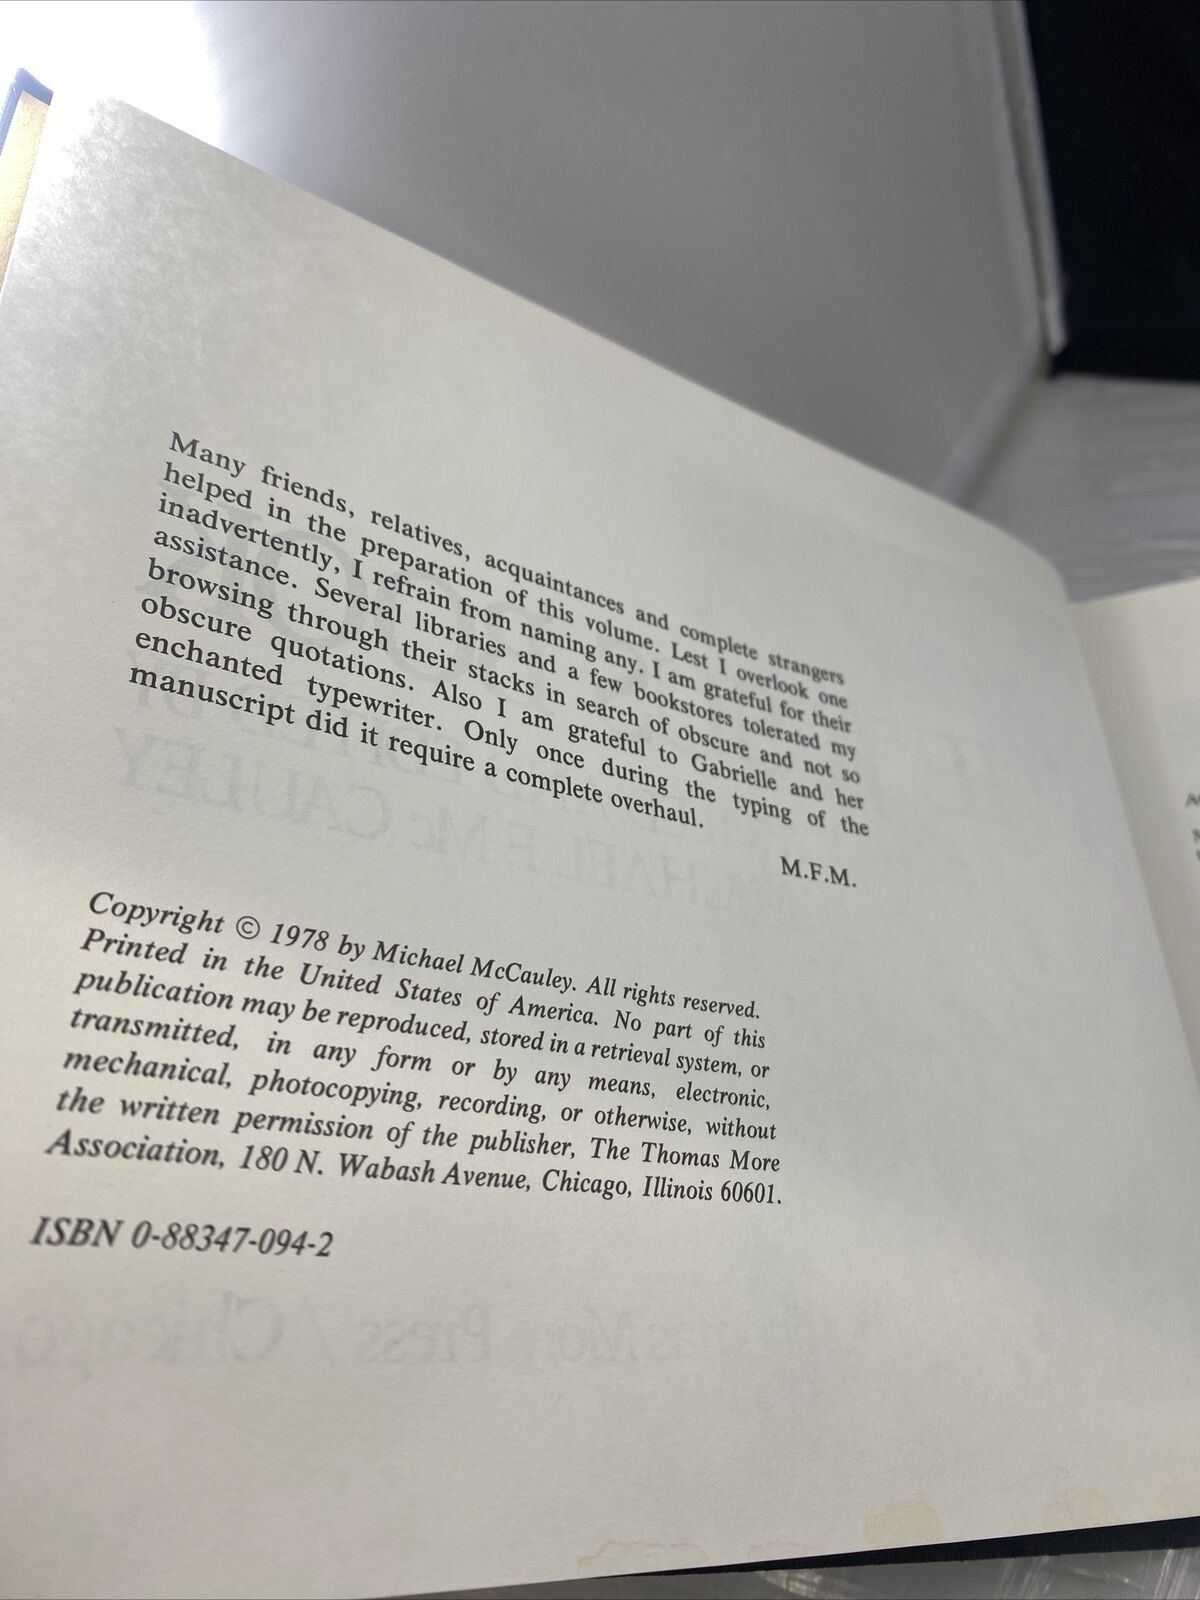 Many friends, relatives, acquaintances and complete strangers
helped in the preparation of this volume. Lest I overlook one
inadvertently, I refrain from naming any. I am grateful for their
assistance. Several libraries and a few bookstores tolerated my
browsing through their stacks in search of obscure and not so
obscure quotations. Also I am grateful to Gabrielle and her
enchanted typewriter. Only once during the typing of the
manuscript did it require a complete overhaul.
M.F.M.
Copyright © 1978 by Michael McCauley. All rights reserved.
Printed in the United States of America. No part of this
publication may be reproduced, stored in a retrieval system, or
transmitted, in any form or by any means, electronic,
mechanical, photocopying, recording, or otherwise, without
the written permission of the publisher, The Thomas More
Association, 180 N. Wabash Avenue, Chicago, Illinois 60601.
ISBN 0-88347-094-2